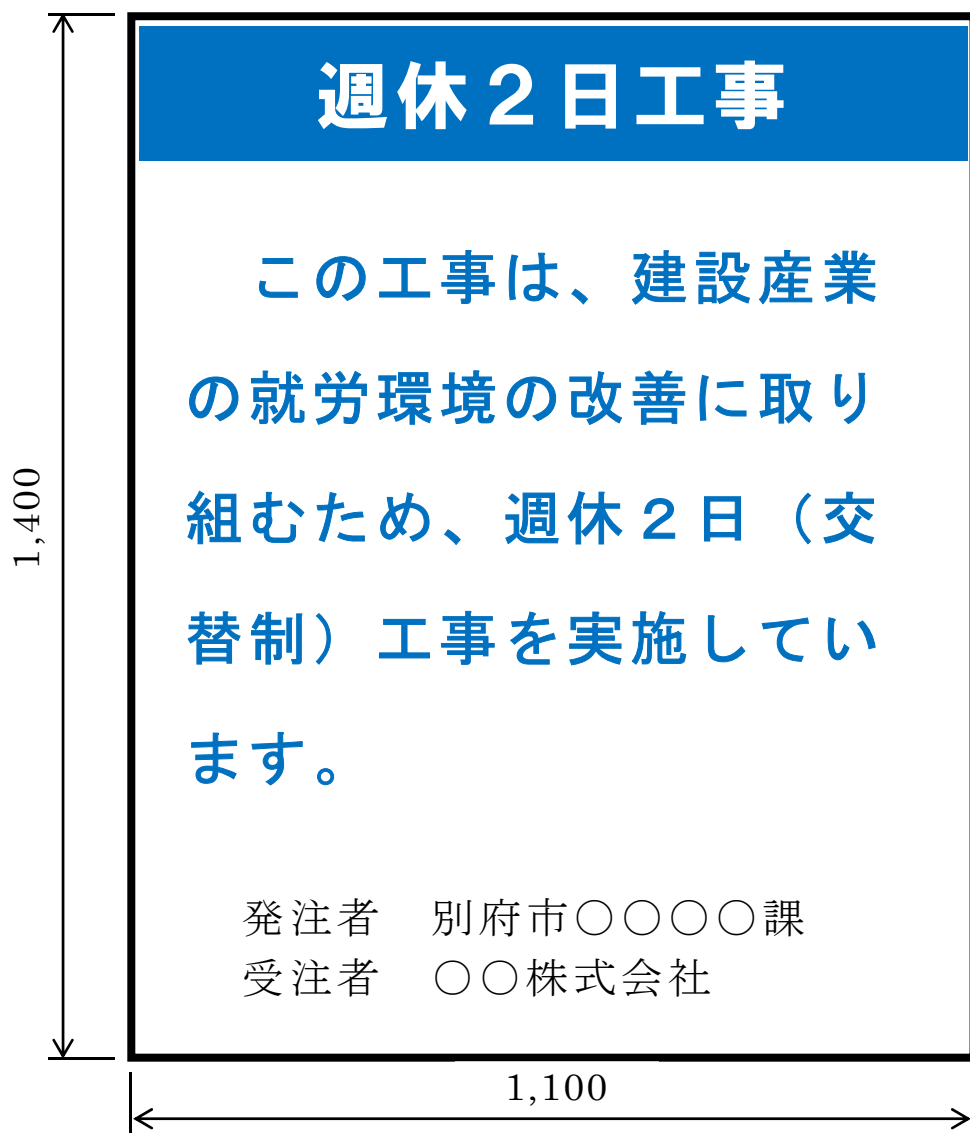 週休２日工事
　この工事は、建設産業
の就労環境の改善に取り
組むため、週休２日（交
替制）工事を実施してい
ます。
発注者　別府市○○○○課
受注者　○○株式会社
1,400
1,100